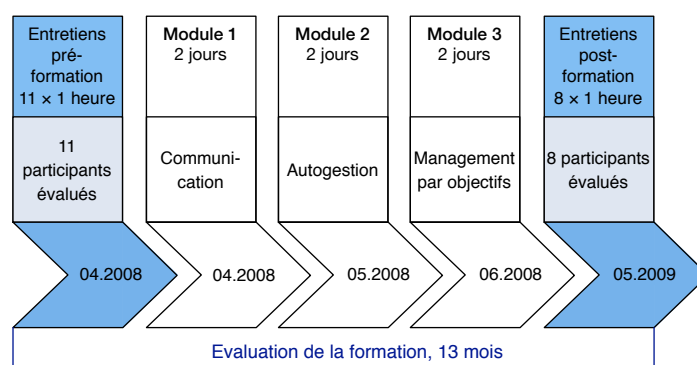 Entretiens
pré-
formation
11 × 1 heure
11
participants
évalués
04.2008
Module 1
2 jours
Communi-
cation
04.2008
Module 2
2 jours
Autogestion
05.2008
Module 3
2 jours
Management
par objectifs
06.2008
Entretiens
post-
formation
8 × 1 heure
8 participants
évalués
05.2009
Evaluation de la formation, 13 mois